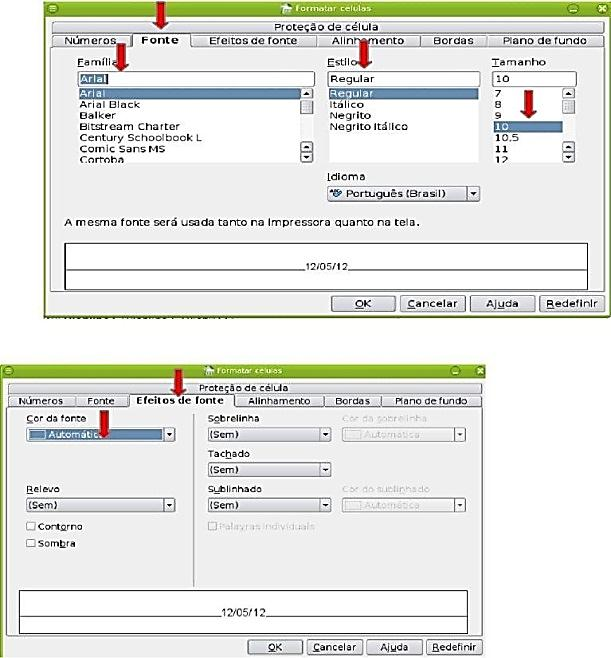 Formatar células
Proteção de célula
Números Fonte Efeitos de fonte Alinhamento Bordas Plano de fundo
Família Estilo Tamanho
Arial Regular 10
Arial Regular 7
Arial Black Itálico 8
Balker Negrito 9
Bitstream Charter Negrito Itálico 10
Century Schoolbook L 10,5
Comic Sans MS 11
Cortoba 12
Idioma
Português (Brasil)
A mesma fonte será usada tanto na impressora quanto na tela.
12/05/12
OK Cancelar Ajuda Redefinir
Formatar células
Proteção de célula
Números Fonte Efeitos de fonte Alinhamento Bordas Plano de fundo
Cor da fonte Sobrelinha Cor da sobrelinha
Automática (Sem) Automática
Tachado
(Sem)
Relevo Sublinhado Cor do sublinhado
(Sem) (Sem) Automática
Contorno Palavras individuais
Sombra
12/05/12
OK Cancelar Ajuda Redefinir